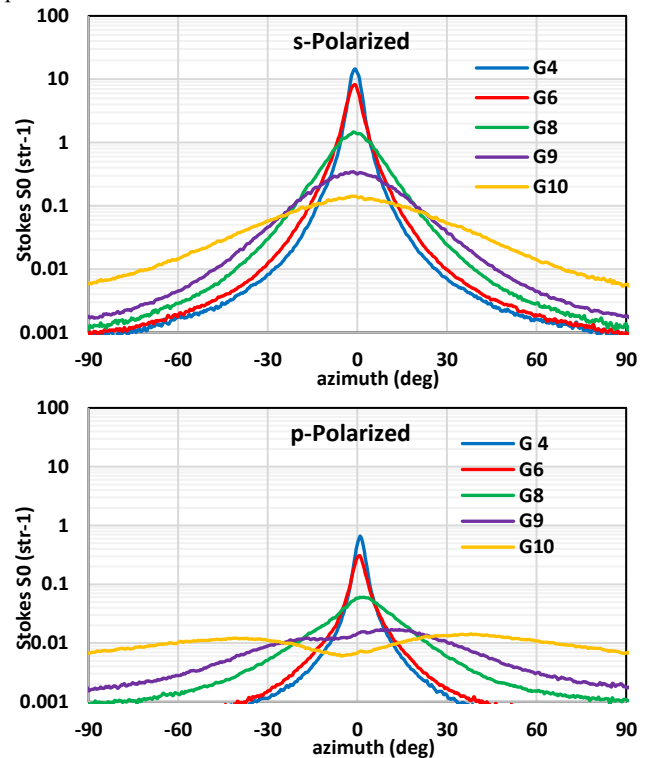 100
s-Polarized
10
1
0.1
0.01
0.001
Stokes S0 (str-1)
G4
G6
G8
G9
G10
-90 -60 -30 0 30 60 90
azimuth (deg)
100
p-Polarized
10
1
0.1
0.01
0.001
Stokes S0 (str-1)
G 4
G6
G8
G9
G10
-90 -60 -30 0 30 60 90
azimuth (deg)